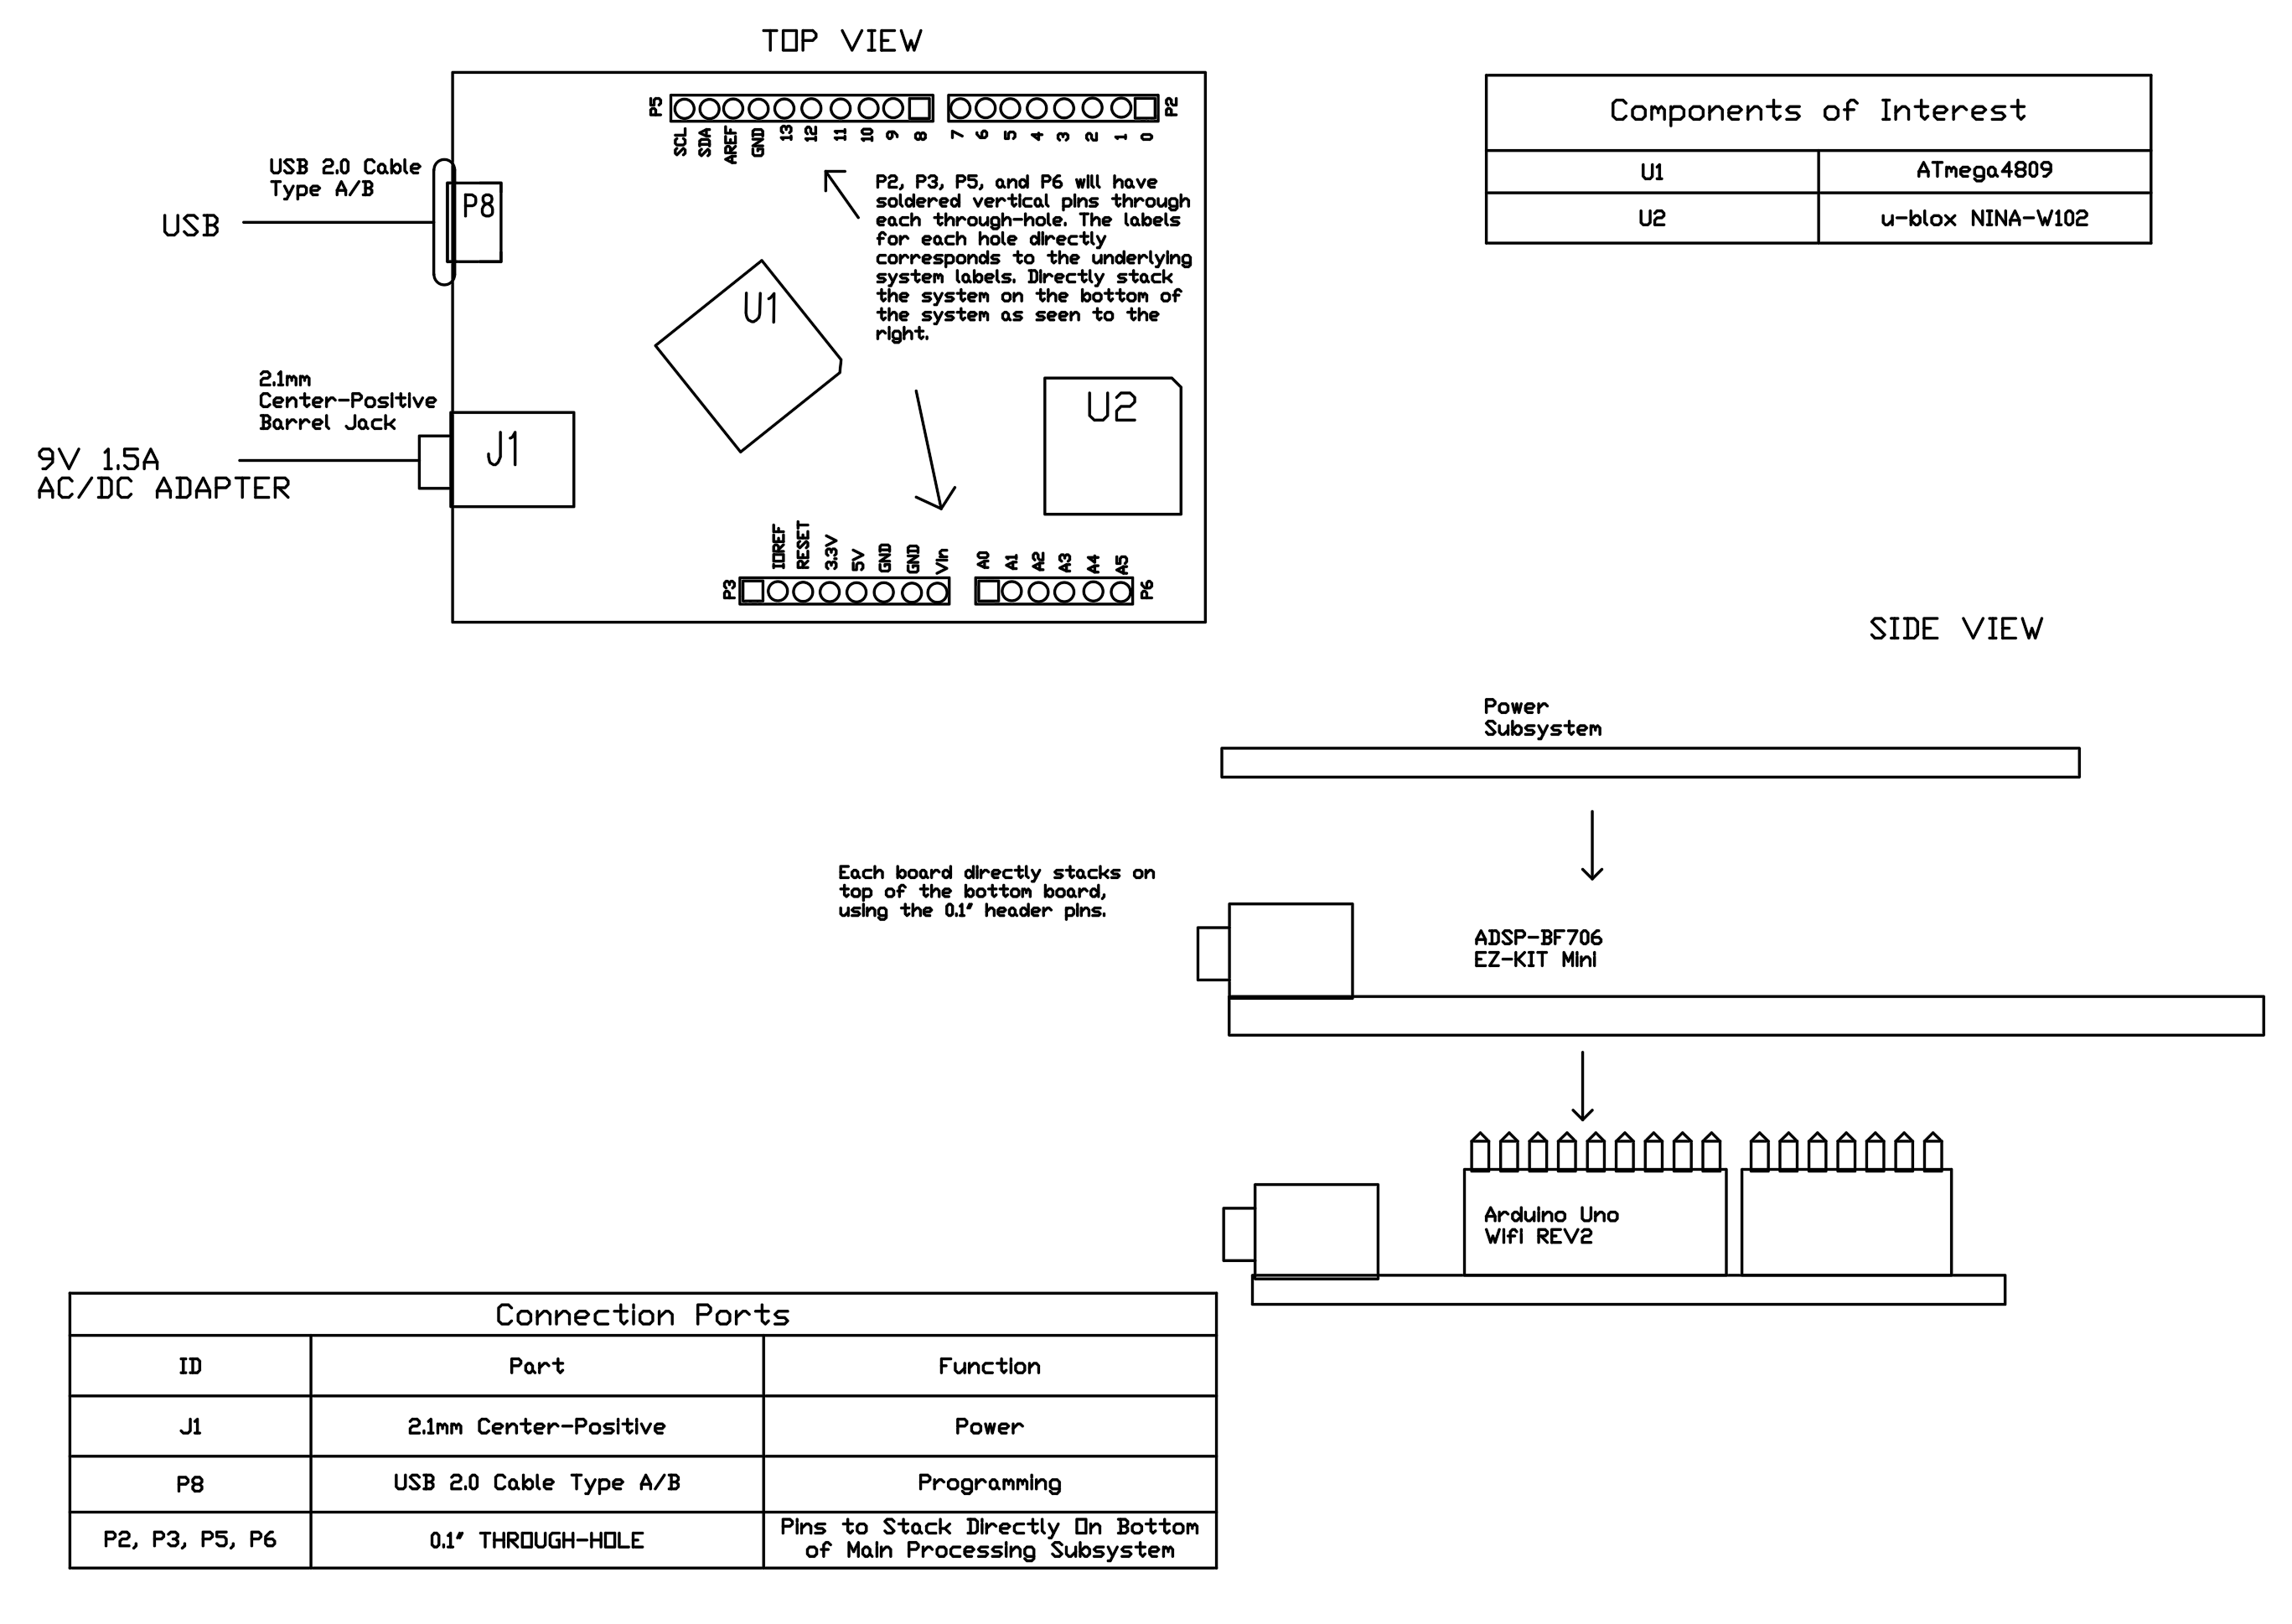 TOP VIEW
P5
SCL
SDA
AREF
GND
13
12
11
10
9
8
7
6
5
4
3
2
1
0
P2
USB 2.0 Cable
Type A/B
USB
P8
P2, P3, P5, and P6 will have
soldered vertical pins through
each through-hole. The labels
for each hole directly
corresponds to the underlying
system labels. Directly stack
the system on the bottom of
the system as seen to the
right.
U1
2.1mm
Center-Positive
Barrel Jack
J1
9V 1.5A
AC/DC ADAPTER
U2
P3
IOREF
RESET
3.3V
5V
GND
GND
Vin
A0
A1
A2
A3
A4
A5
P6
Components of Interest
U1 ATmega4809
U2 u-blox NINA-W102
SIDE VIEW
Power
Subsystem
Each board directly stacks on
top of the bottom board,
using the 0.1" header pins.
ADSP-BF706
EZ-KIT Mini
Arduino Uno
Wifi REV2
Connection Ports
ID Part Function
J1 2.1mm Center-Positive Power
P8 USB 2.0 Cable Type A/B Programming
P2, P3, P5, P6 0.1" THROUGH-HOLE Pins to Stack Directly On Bottom
of Main Processing Subsystem